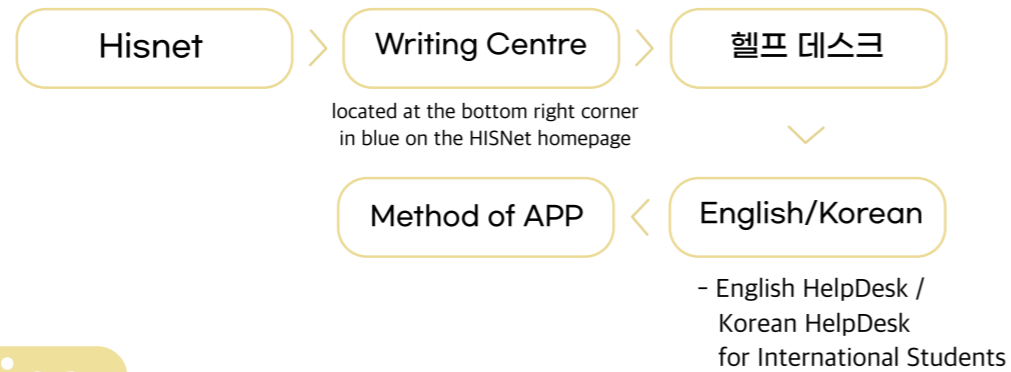 Hisnet
Writing Centre
헬프 데스크
located at the bottom right corner
in blue on the HISNet homepage
English/Korean
Method of APP
- English HelpDesk /
Korean HelpDesk
for International Students